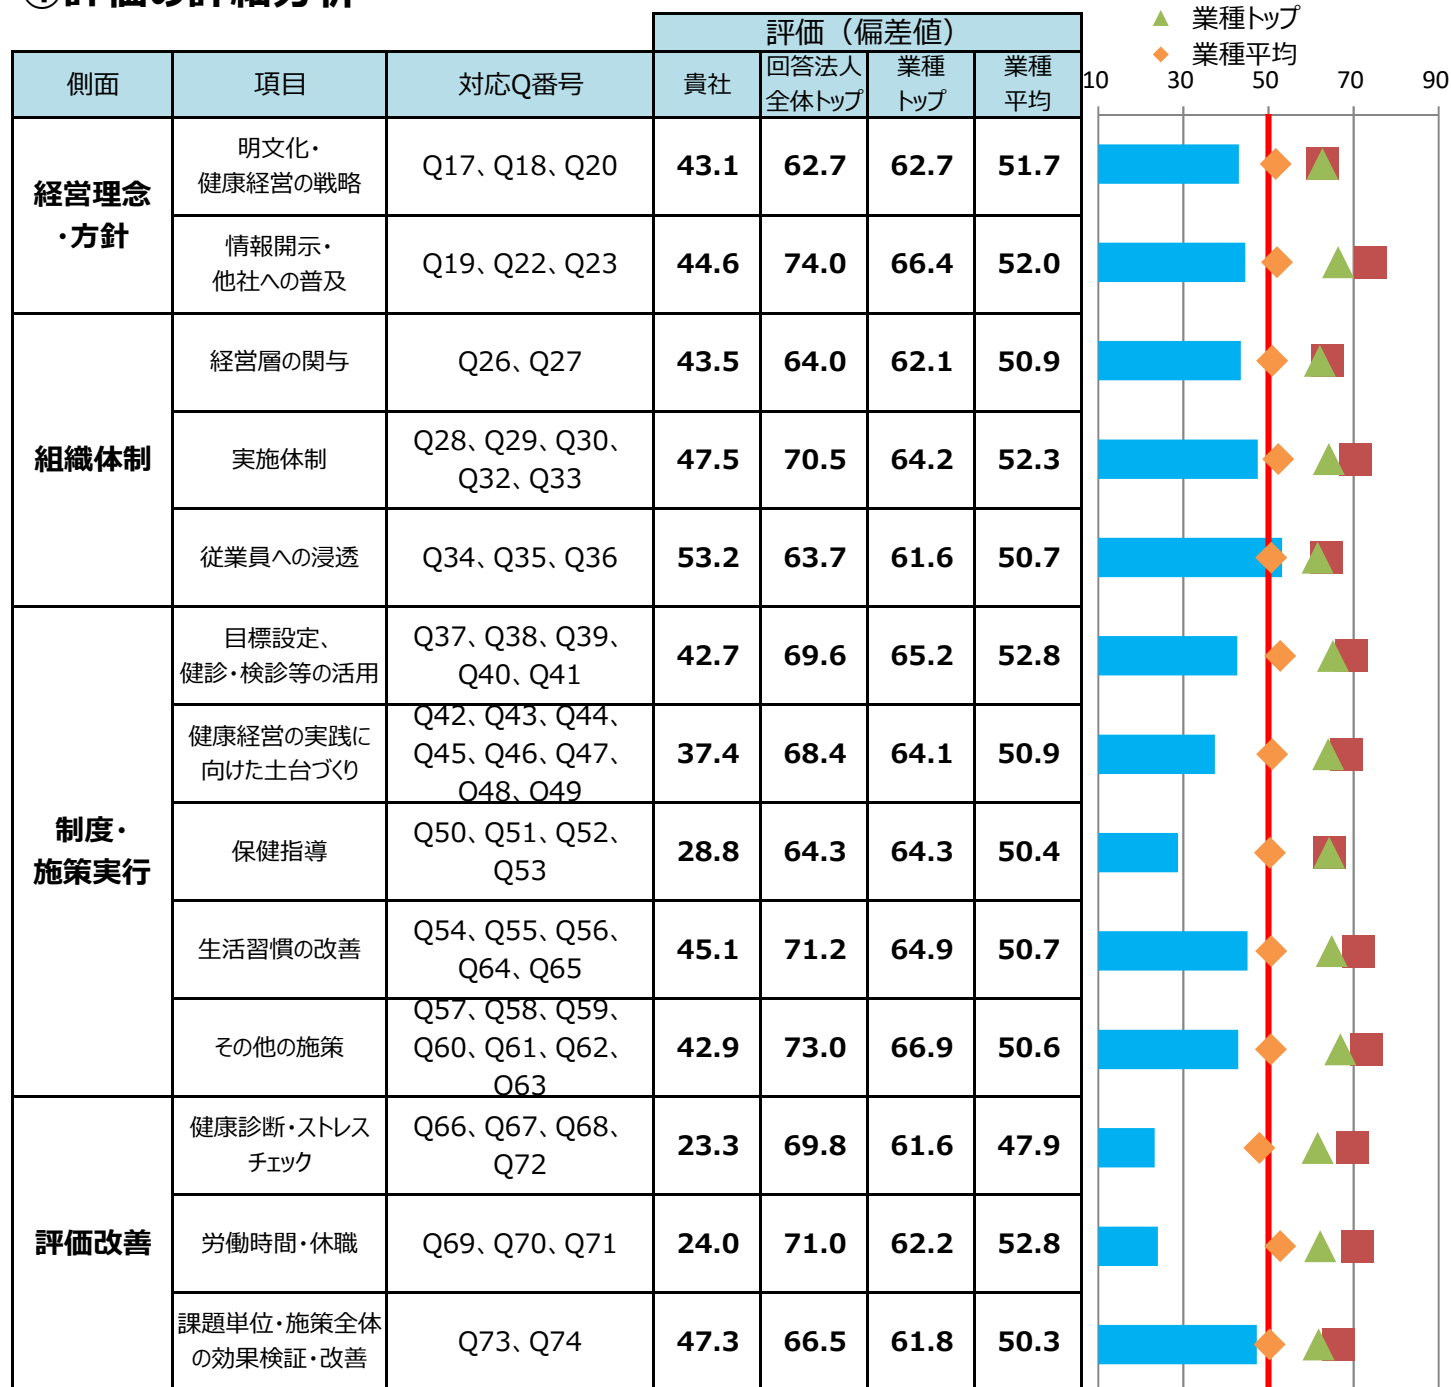 ①評価の詳細分析
▲ 業種トップ
◆ 業種平均
評価（偏差値）
側面 項目 対応Q番号 貴社 回答法人 業種 業種
全体トップ トップ 平均
10 30 50 70 90
経営理念
・方針
明文化・
健康経営の戦略
Q17、Q18、Q20 43.1 62.7 62.7 51.7
情報開示・
他社への普及
Q19、Q22、Q23 44.6 74.0 66.4 52.0
組織体制
経営層の関与 Q26、Q27 43.5 64.0 62.1 50.9
実施体制
Q28、Q29、Q30、
Q32、Q33
47.5 70.5 64.2 52.3
従業員への浸透 Q34、Q35、Q36 53.2 63.7 61.6 50.7
制度・
施策実行
目標設定、
健診・検診等の活用
Q37、Q38、Q39、
Q40、Q41
42.7 69.6 65.2 52.8
健康経営の実践に
向けた土台づくり
Q42、Q43、Q44、
Q45、Q46、Q47、
Q48、Q49
37.4 68.4 64.1 50.9
保健指導
Q50、Q51、Q52、
Q53
28.8 64.3 64.3 50.4
生活習慣の改善
Q54、Q55、Q56、
Q64、Q65
45.1 71.2 64.9 50.7
その他の施策
Q57、Q58、Q59、
Q60、Q61、Q62、
Q63
42.9 73.0 66.9 50.6
評価改善
健康診断・ストレス
チェック
Q66、Q67、Q68、
Q72
23.3 69.8 61.6 47.9
労働時間・休職 Q69、Q70、Q71 24.0 71.0 62.2 52.8
課題単位・施策全体
の効果検証・改善
Q73、Q74 47.3 66.5 61.8 50.3